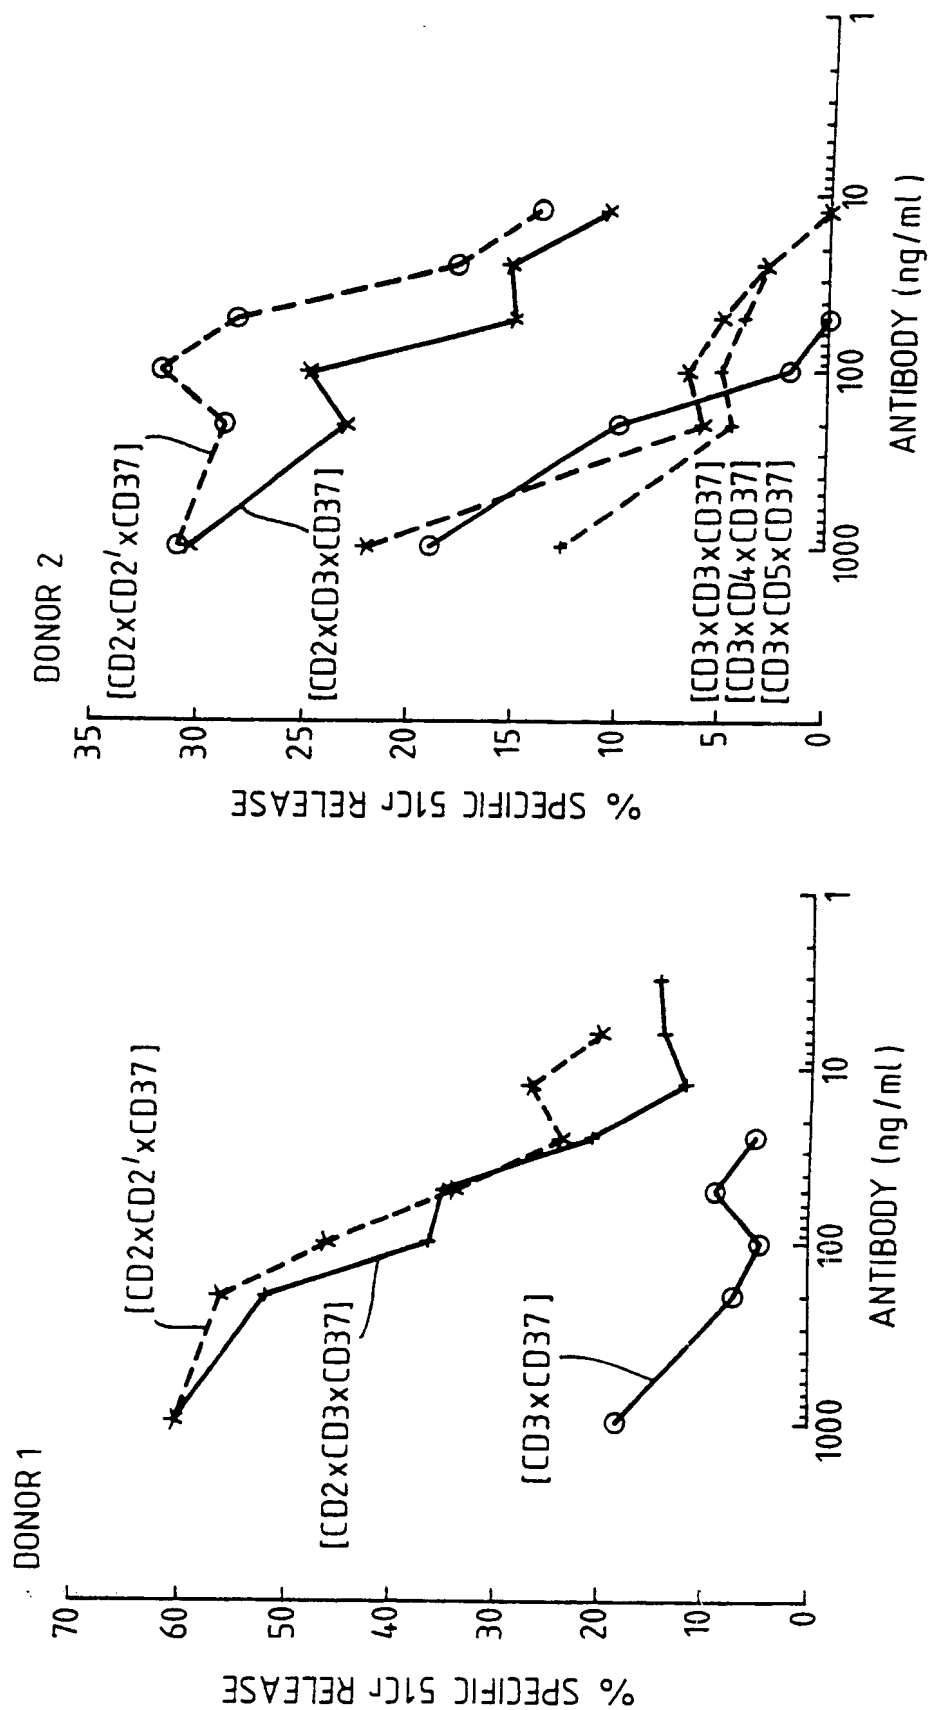 DONOR 1
% SPECIFIC 51Cr RELEASE
70
60
50
40
30
20
10
0
[CD2xCD2'xCD37]
[CD2xCD3xCD37]
[CD3xCD37]
1000
100
10
1
ANTIBODY (ng/ml)
DONOR 2
% SPECIFIC 51Cr RELEASE
35
30
25
20
15
10
5
0
[CD2xCD2'xCD37]
[CD2xCD3xCD37]
[CD3xCD3xCD37]
[CD3xCD4xCD37]
[CD3xCD5xCD37]
1000
100
10
1
ANTIBODY (ng/ml)